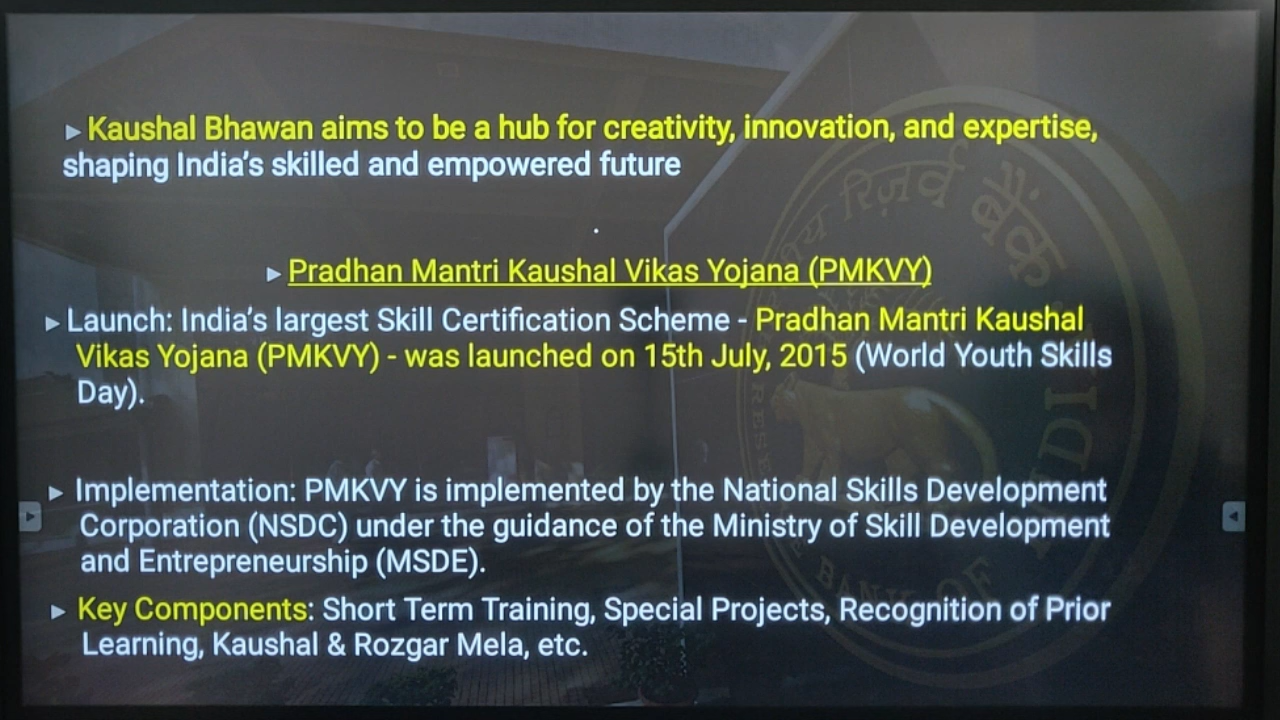 ▸ Kaushal Bhawan aims to be a hub for creativity, innovation, and expertise,
shaping India's skilled and empowered future
▸ Pradhan Mantri Kaushal Vikas Yojana (PMKVY)
▸ Launch: India's largest Skill Certification Scheme - Pradhan Mantri Kaushal
Vikas Yojana (PMKVY) - was launched on 15th July, 2015 (World Youth Skills
Day).
▸ Implementation: PMKVY is implemented by the National Skills Development
Corporation (NSDC) under the guidance of the Ministry of Skill Development
and Entrepreneurship (MSDE).
▸ Key Components: Short Term Training, Special Projects, Recognition of Prior
Learning, Kaushal & Rozgar Mela, etc.
रिज़र्व बैंक
BANK OF INDIA